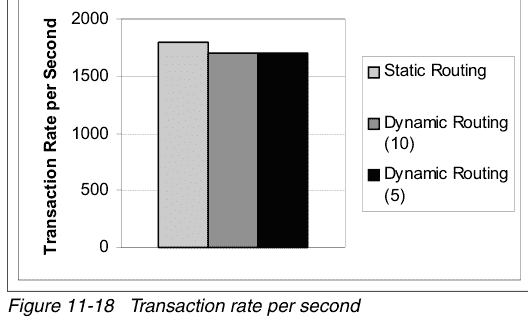 Transaction Rate per Second
2000
1500
1000
500
0
Static Routing
Dynamic Routing
(10)
Dynamic Routing
(5)
Figure 11-18 Transaction rate per second